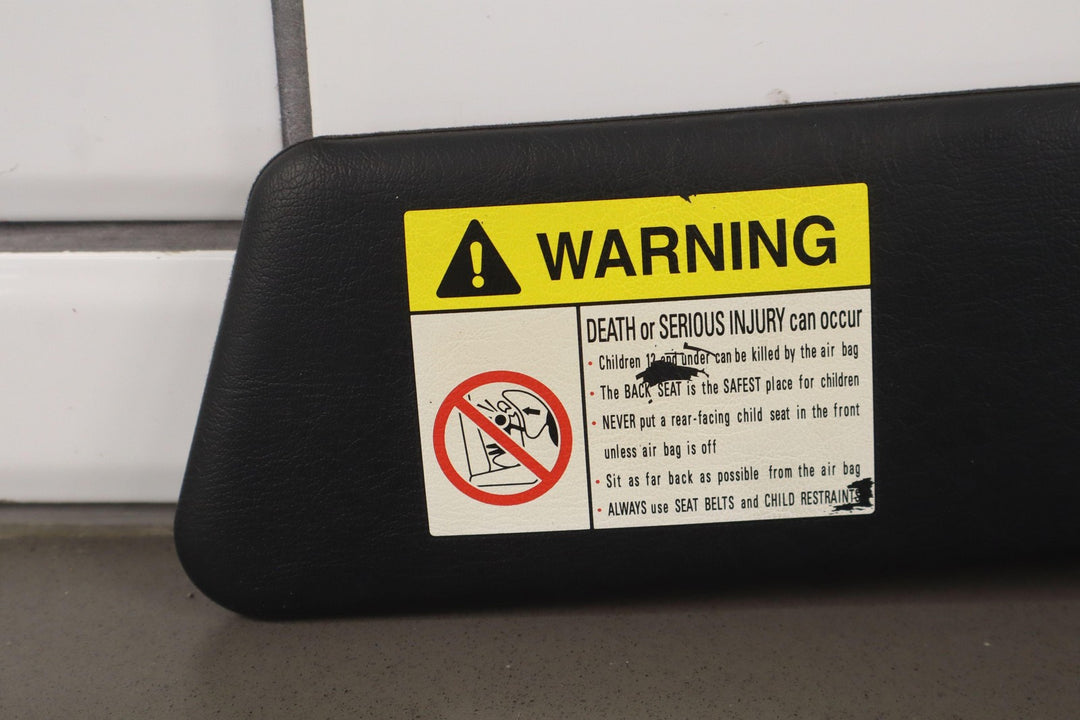 WARNING
DEATH or SERIOUS INJURY can occur
• Children 12 and under can be killed by the air bag
• The BACK SEAT is the SAFEST place for children
• NEVER put a rear-facing child seat in the front
unless air bag is off
• Sit as far back as possible from the air bag
• ALWAYS use SEAT BELTS and CHILD RESTRAINTS